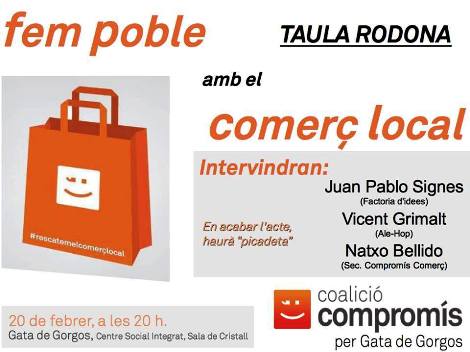 fem poble
TAULA RODONA
amb el
comerç local
Intervindran:
Juan Pablo Signes
(Factoria d'idees)
Vicent Grimalt
(Ale-Hop)
Natxo Bellido
(Sec. Compromís Comerç)
En acabar l'acte,
haurà "picadeta"
#rescatemelcomerçlocal
20 de febrer, a les 20 h.
Gata de Gorgos, Centre Social Integrat, Sala de Cristall
coalició
compromís
per Gata de Gorgos